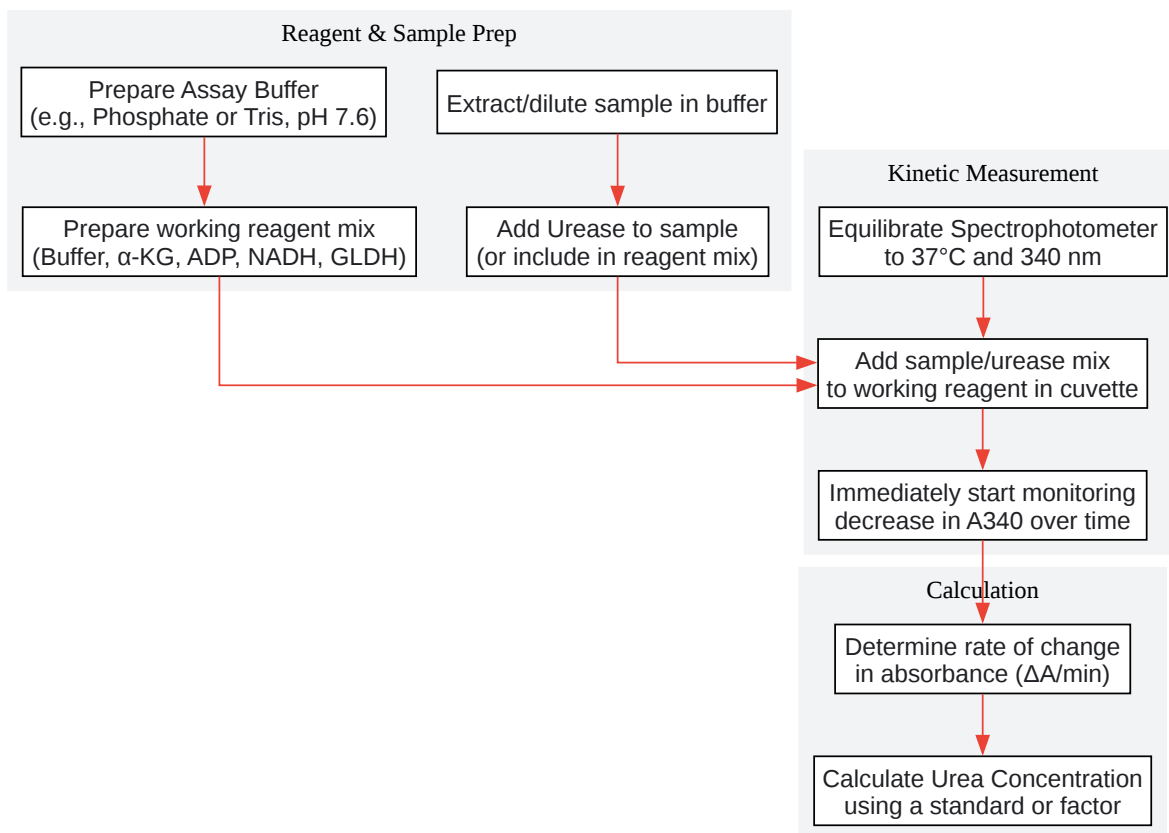 Reagent & Sample Prep
Prepare Assay Buffer
(e.g., Phosphate or Tris, pH 7.6)
Extract/dilute sample in buffer
Prepare working reagent mix
(Buffer, α-KG, ADP, NADH, GLDH)
Add Urease to sample
(or include in reagent mix)
Kinetic Measurement
Equilibrate Spectrophotometer
to 37°C and 340 nm
Add sample/urease mix
to working reagent in cuvette
Immediately start monitoring
decrease in A340 over time
Calculation
Determine rate of change
in absorbance (ΔA/min)
Calculate Urea Concentration
using a standard or factor